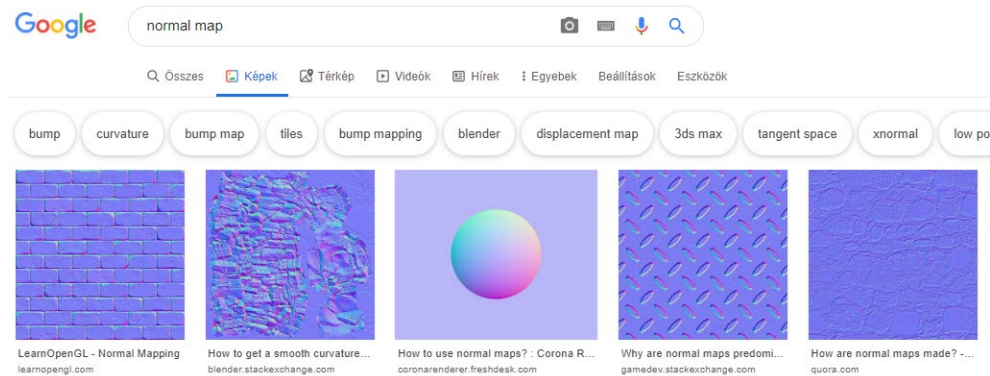 Google
normal map
Összes Képek Térkép Videók Hírek Egyebek Beállítások Eszközök
bump curvature bump map tiles bump mapping blender displacement map 3ds max tangent space xnormal low po
LearnOpenGL - Normal Mapping How to get a smooth curvature... How to use normal maps? : Corona R... Why are normal maps predomi... How are normal maps made? -...
learnopengl.com blender.stackexchange.com coronarenderer.freshdesk.com gamedev.stackexchange.com quora.com